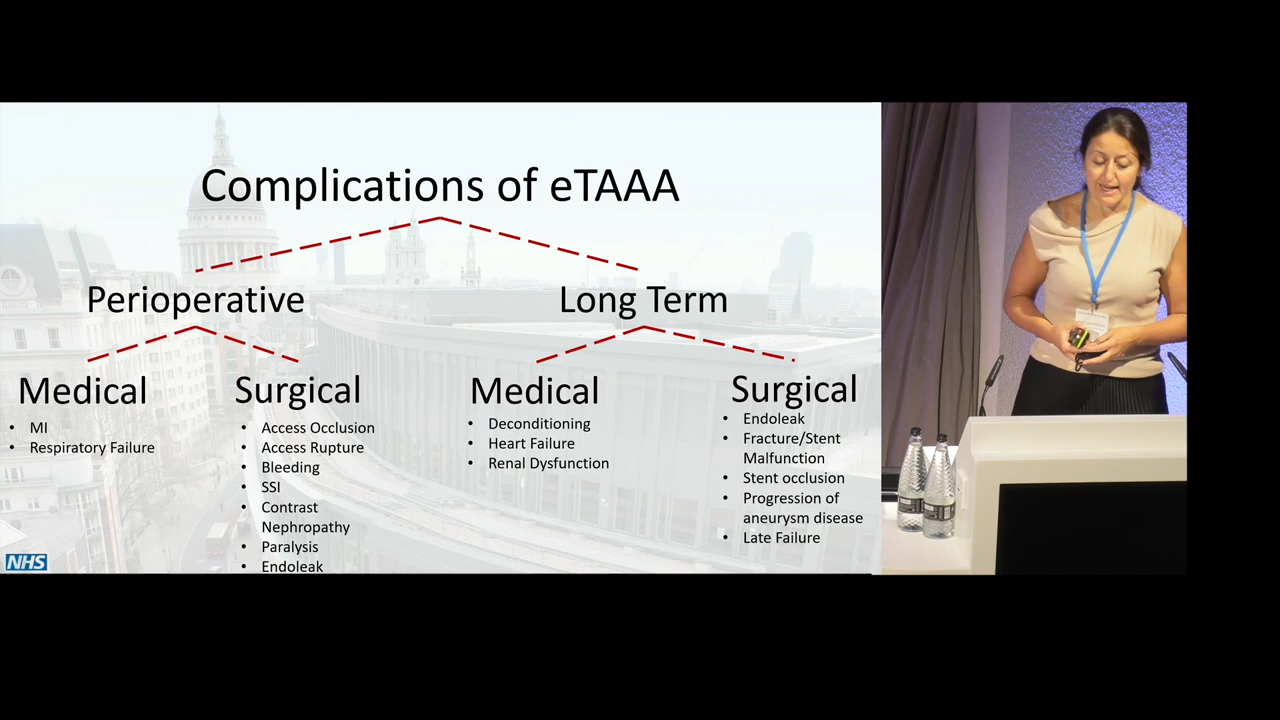 Complications of eTAAA
Perioperative
Long Term
Medical
• MI
• Respiratory Failure
Surgical
• Access Occlusion
• Access Rupture
• Bleeding
• SSI
• Contrast
Nephropathy
• Paralysis
• Endoleak
Medical
• Deconditioning
• Heart Failure
• Renal Dysfunction
Surgical
• Endoleak
• Fracture/Stent
Malfunction
• Stent occlusion
• Progression of
aneurysm disease
• Late Failure
NHS